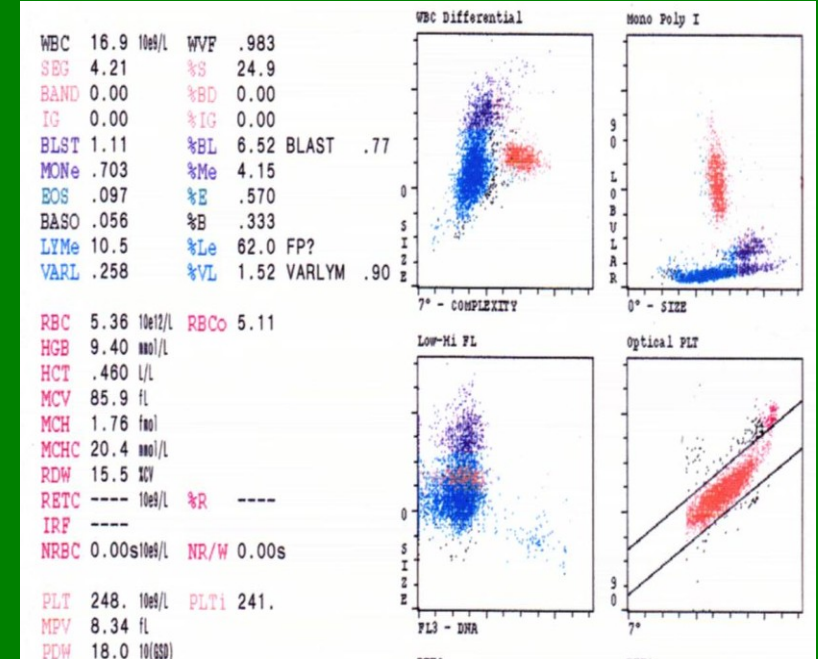 WBC 16.9 10e9/L WVF .983
SEG 4.21 %S 24.9
BAND 0.00 %BD 0.00
IG 0.00 %IG 0.00
BLST 1.11 %BL 6.52 BLAST .77
MONe .703 %Me 4.15
EOS .097 %E .570
BASO .056 %B .333
LYMe 10.5 %Le 62.0 FP?
VARL .258 %VL 1.52 VARLYM .90
RBC 5.36 10e12/L RBCo 5.11
HGB 9.40 mmol/L
HCT .460 L/L
MCV 85.9 fL
MCH 1.76 fmol
MCHC 20.4 mmol/L
RDW 15.5 %CV
RETC ---- 10e9/L %R ----
IRF ----
NRBC 0.00s10e9/L NR/W 0.00s
PLT 248. 10e9/L PLTi 241.
MPV 8.34 fL
PDW 18.0 10(GSD)
WBC Differential
0 SIZE
7° - COMPLEXITY
Mono Poly I
90 LOBULAR
0° - SIZE
Low-Hi FL
0 SIZE
FL3 - DNA
Optical PLT
90
7°